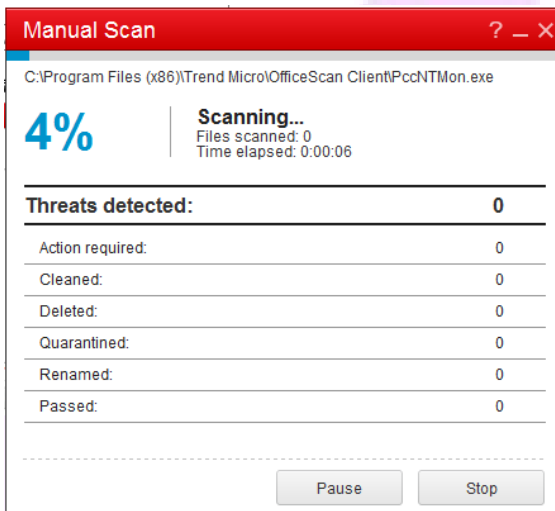 Manual Scan ? _ X
C:\Program Files (x86)\Trend Micro\OfficeScan Client\PccNTMon.exe
4%
Scanning...
Files scanned: 0
Time elapsed: 0:00:06
Threats detected: 0
Action required: 0
Cleaned: 0
Deleted: 0
Quarantined: 0
Renamed: 0
Passed: 0
Pause Stop